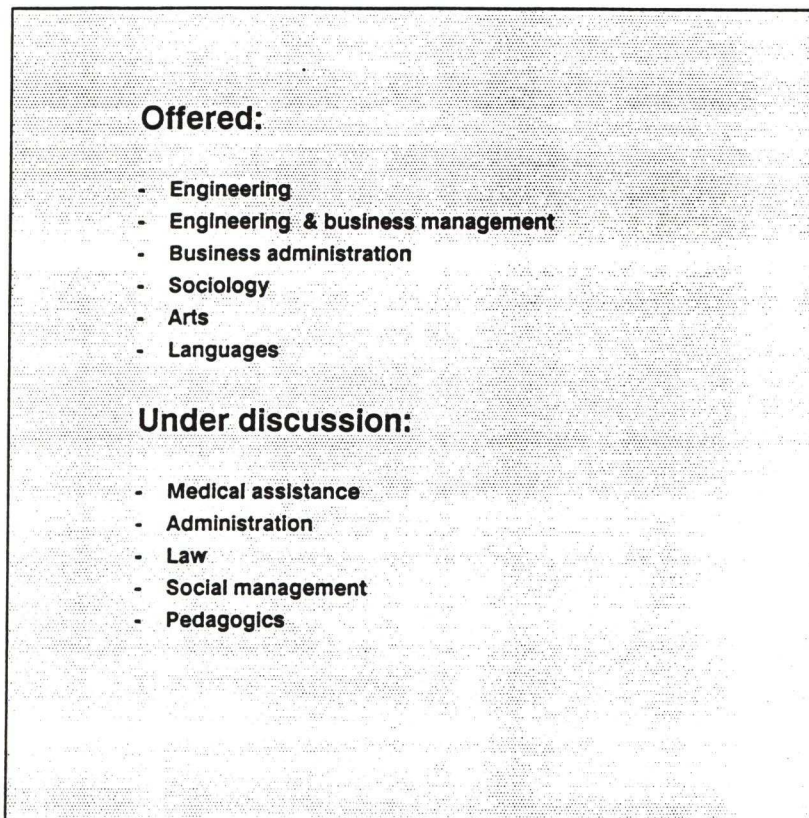 Offered:
- Engineering
- Engineering & business management
- Business administration
- Sociology
- Arts
- Languages
Under discussion:
- Medical assistance
- Administration
- Law
- Social management
- Pedagogics